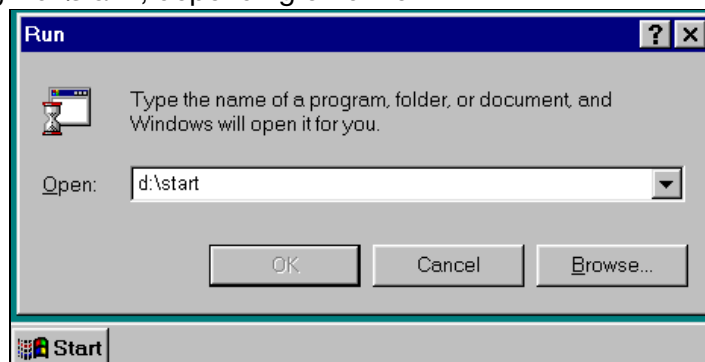 Run
Type the name of a program, folder, or document, and
Windows will open it for you.
Open: d:\start
OK Cancel Browse...
Start